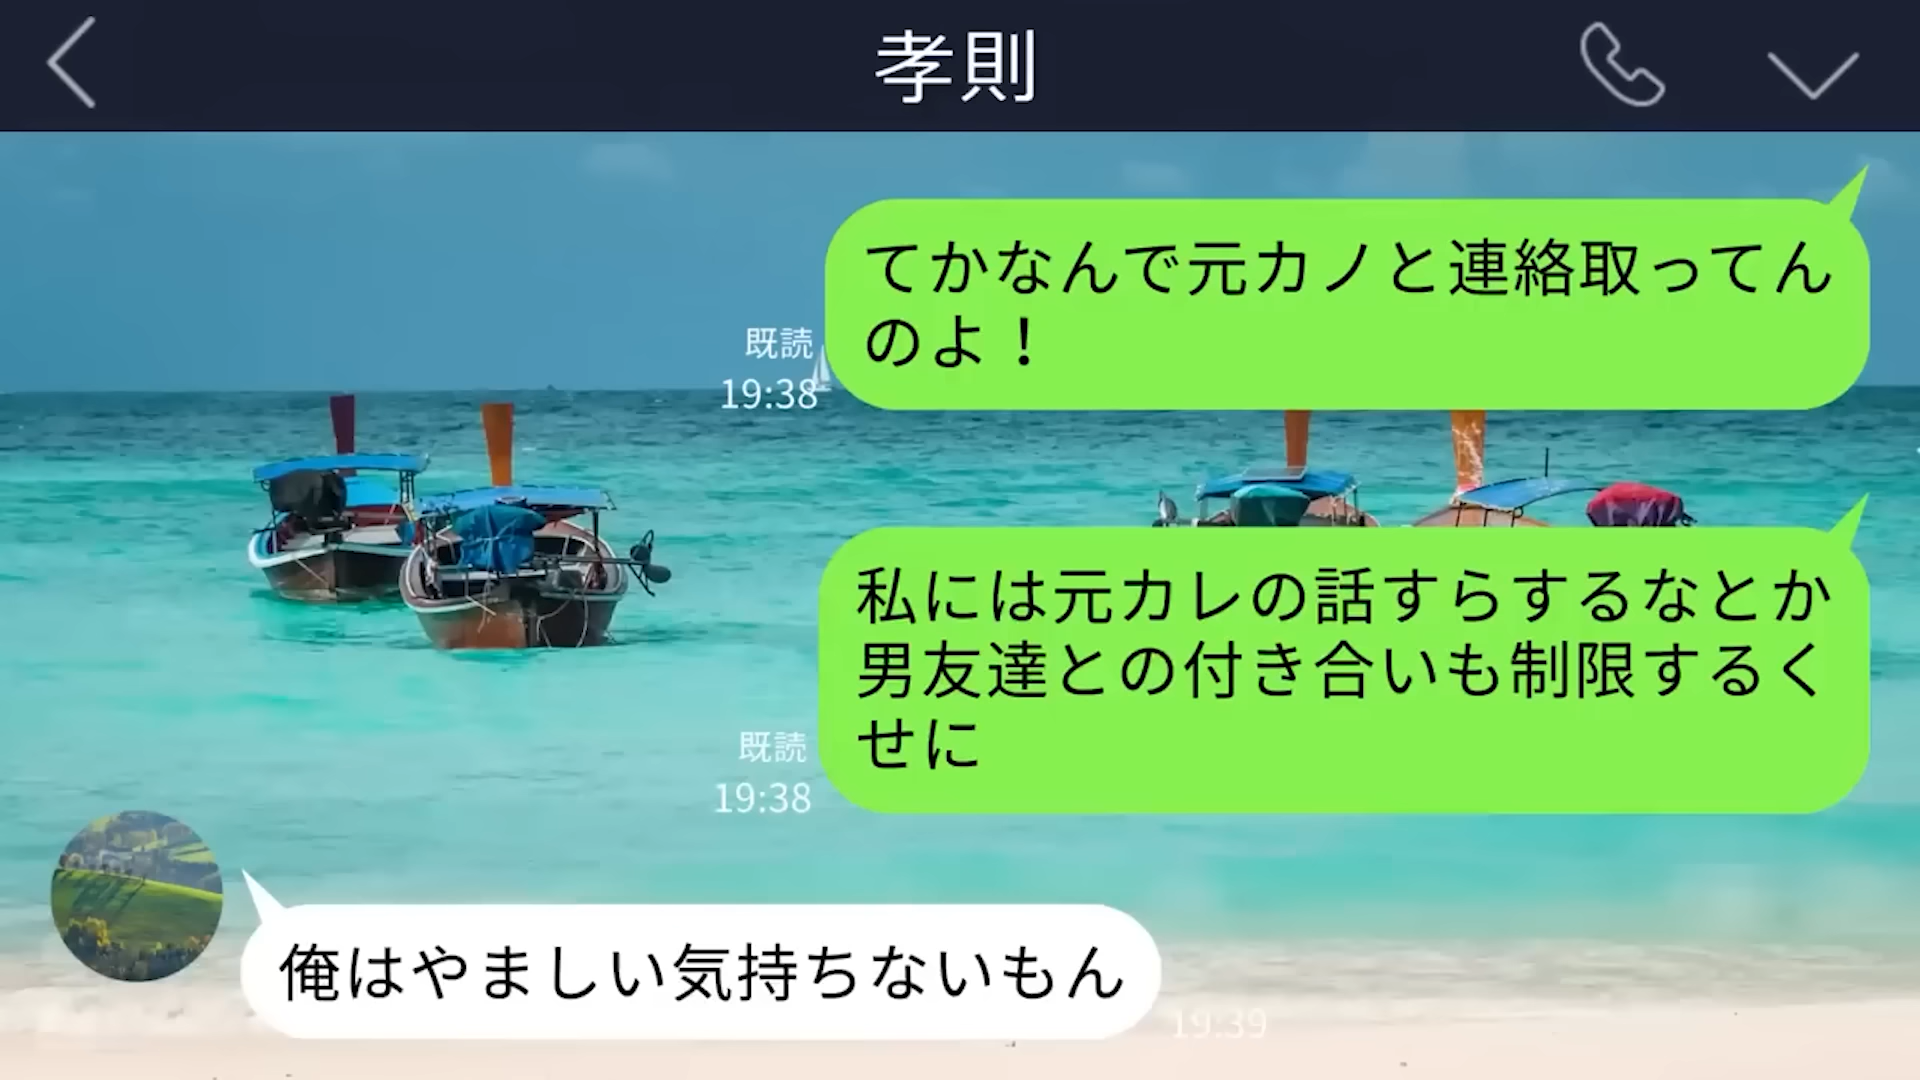 孝則
てかなんで元カノと連絡取ってん
のよ！
既読
19:38
私には元カレの話すらするなとか
男友達との付き合いも制限するく
せに
既読
19:38
俺はやましい気持ちないもん
19:39